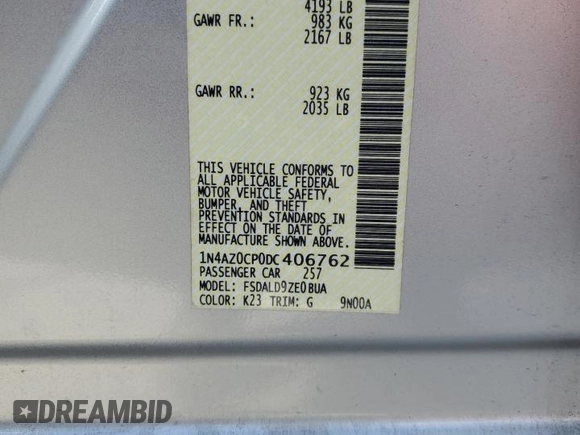 4193 LB
GAWR FR.: 983 KG
2167 LB
GAWR RR.: 923 KG
2035 LB
THIS VEHICLE CONFORMS TO
ALL APPLICABLE FEDERAL
MOTOR VEHICLE SAFETY,
BUMPER, AND THEFT
PREVENTION STANDARDS IN
EFFECT ON THE DATE OF
MANUFACTURE SHOWN ABOVE.
1N4AZ0CP0DC406762
PASSENGER CAR 257
MODEL: FSDALD9ZE0BUA
COLOR: K23 TRIM: G 9N00A
DREAMBID